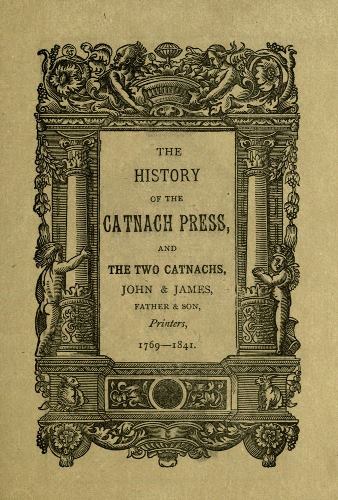 THE
HISTORY
OF THE
CATNACH PRESS,
AND
THE TWO CATNACHS,
JOHN & JAMES,
FATHER & SON,
Printers,
1769—1841.